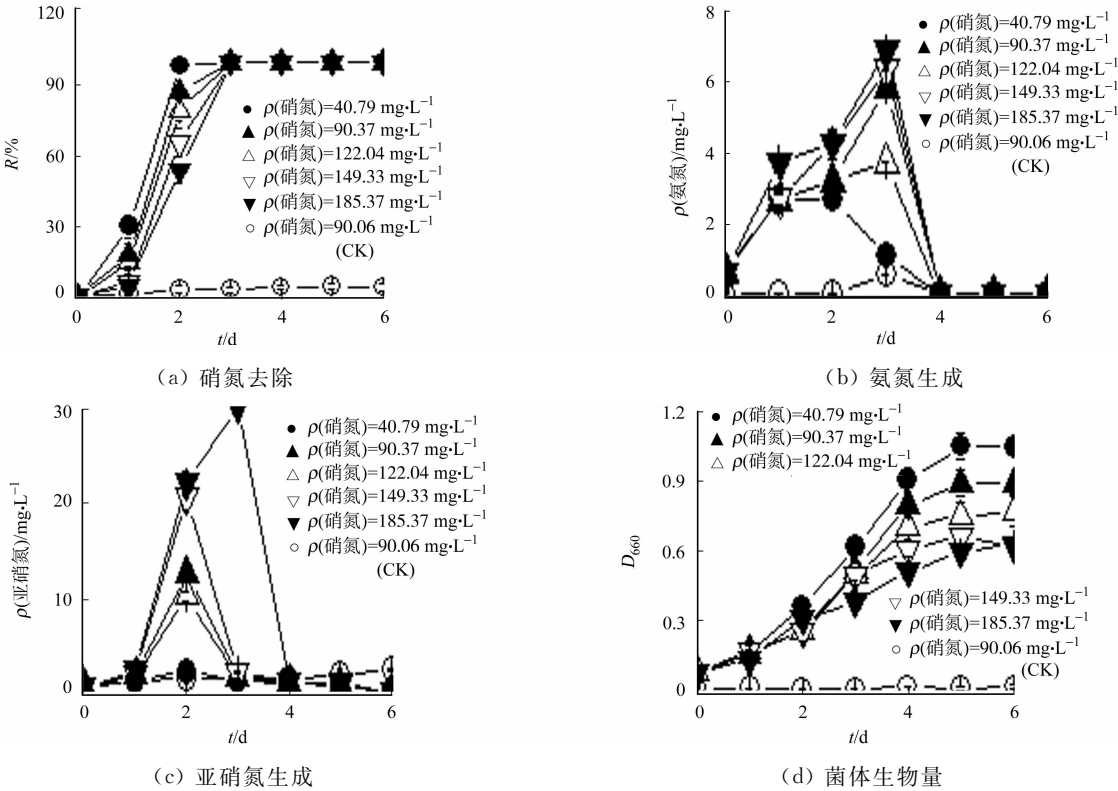 120
90
60
30
0
R/%
ρ(硝氮)=40.79 mg•L⁻¹
ρ(硝氮)=90.37 mg•L⁻¹
ρ(硝氮)=122.04 mg•L⁻¹
ρ(硝氮)=149.33 mg•L⁻¹
ρ(硝氮)=185.37 mg•L⁻¹
ρ(硝氮)=90.06 mg•L⁻¹
(CK)
0 2 4 6
t/d
(a) 硝氮去除
8
6
4
2
0
ρ(氨氮)/mg•L⁻¹
ρ(硝氮)=40.79 mg•L⁻¹
ρ(硝氮)=90.37 mg•L⁻¹
ρ(硝氮)=122.04 mg•L⁻¹
ρ(硝氮)=149.33 mg•L⁻¹
ρ(硝氮)=185.37 mg•L⁻¹
ρ(硝氮)=90.06 mg•L⁻¹
(CK)
0 2 4 6
t/d
(b) 氨氮生成
30
20
10
0
ρ(亚硝氮)/mg•L⁻¹
ρ(硝氮)=40.79 mg•L⁻¹
ρ(硝氮)=90.37 mg•L⁻¹
ρ(硝氮)=122.04 mg•L⁻¹
ρ(硝氮)=149.33 mg•L⁻¹
ρ(硝氮)=185.37 mg•L⁻¹
ρ(硝氮)=90.06 mg•L⁻¹
(CK)
0 2 4 6
t/d
(c) 亚硝氮生成
1.2
0.9
0.6
0.3
0
D₆₆₀
ρ(硝氮)=40.79 mg•L⁻¹
ρ(硝氮)=90.37 mg•L⁻¹
ρ(硝氮)=122.04 mg•L⁻¹
ρ(硝氮)=149.33 mg•L⁻¹
ρ(硝氮)=185.37 mg•L⁻¹
ρ(硝氮)=90.06 mg•L⁻¹
(CK)
0 2 4 6
t/d
(d) 菌体生物量